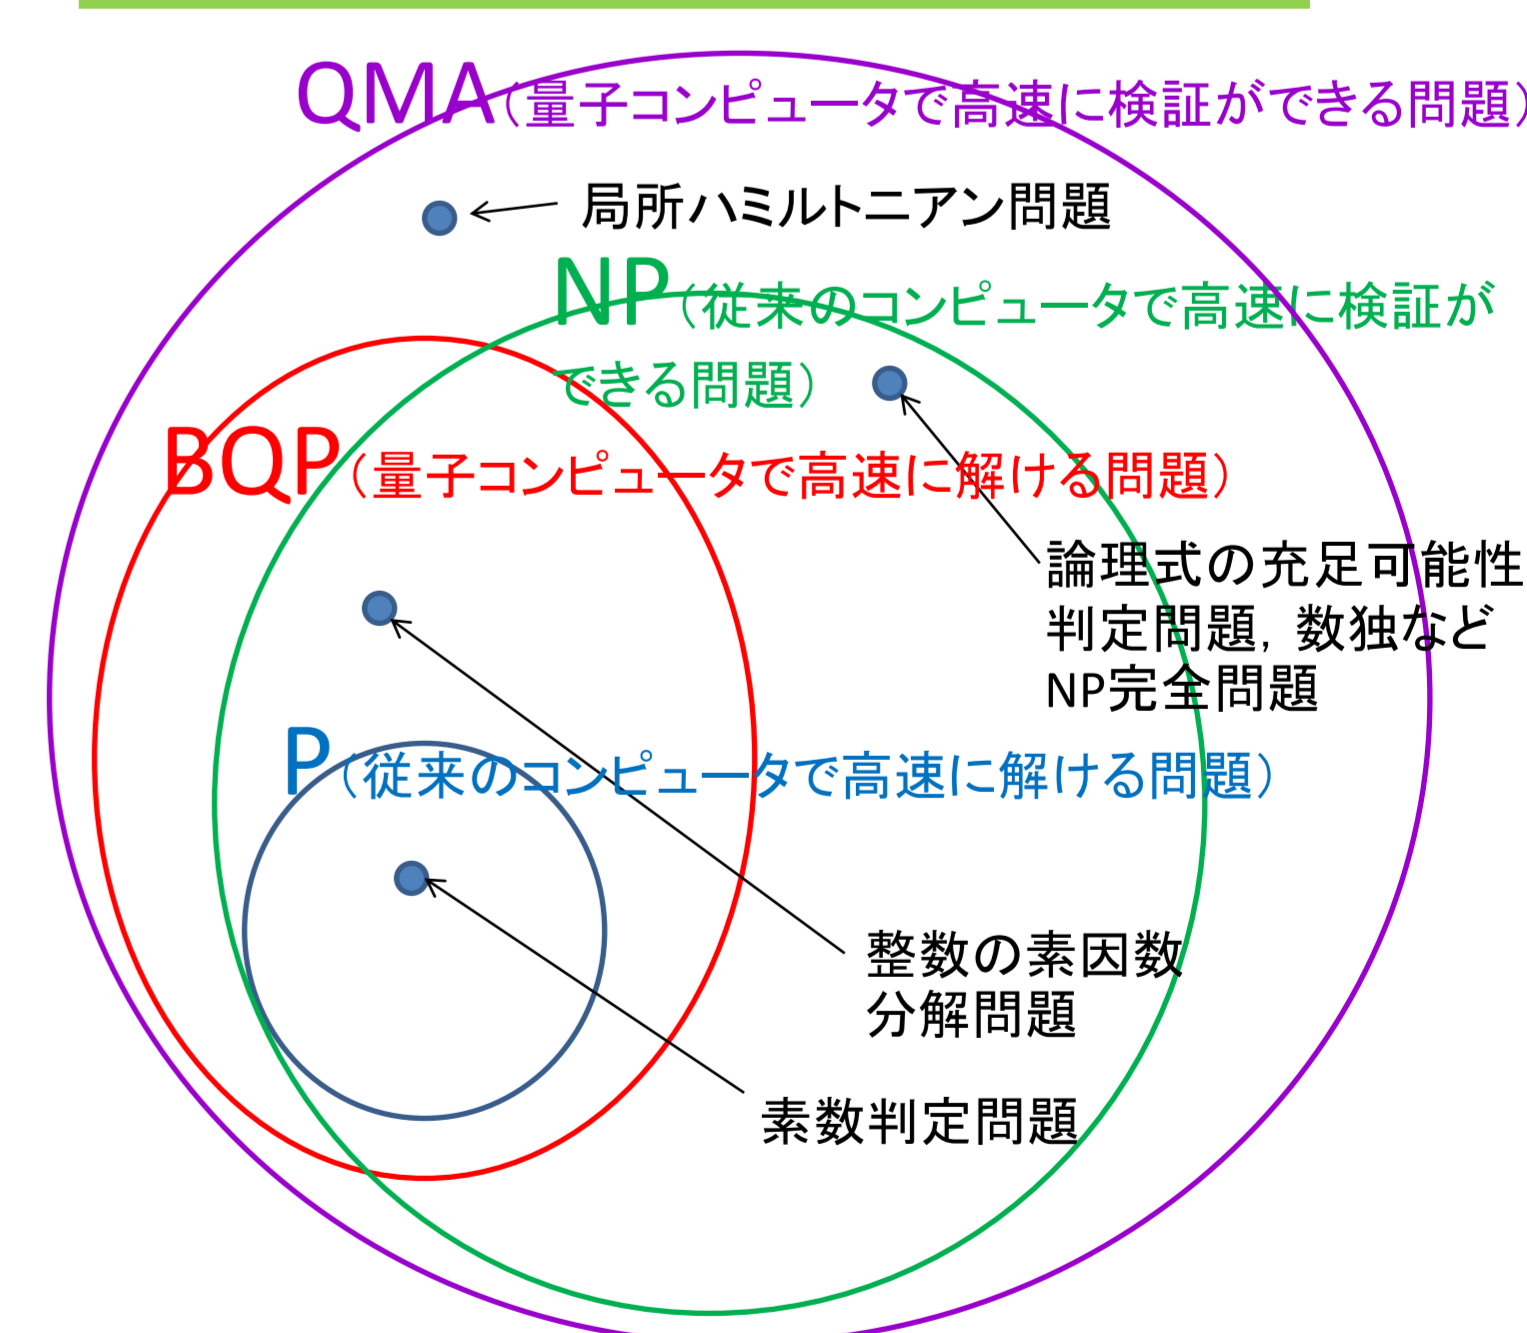 QMA（量子コンピュータで高速に検証ができる問題）
局所ハミルトニアン問題
NP（従来のコンピュータで高速に検証が
できる問題）
BQP（量子コンピュータで高速に解ける問題）
論理式の充足可能性
判定問題，数独など
NP完全問題
P（従来のコンピュータで高速に解ける問題）
整数の素因数
分解問題
素数判定問題